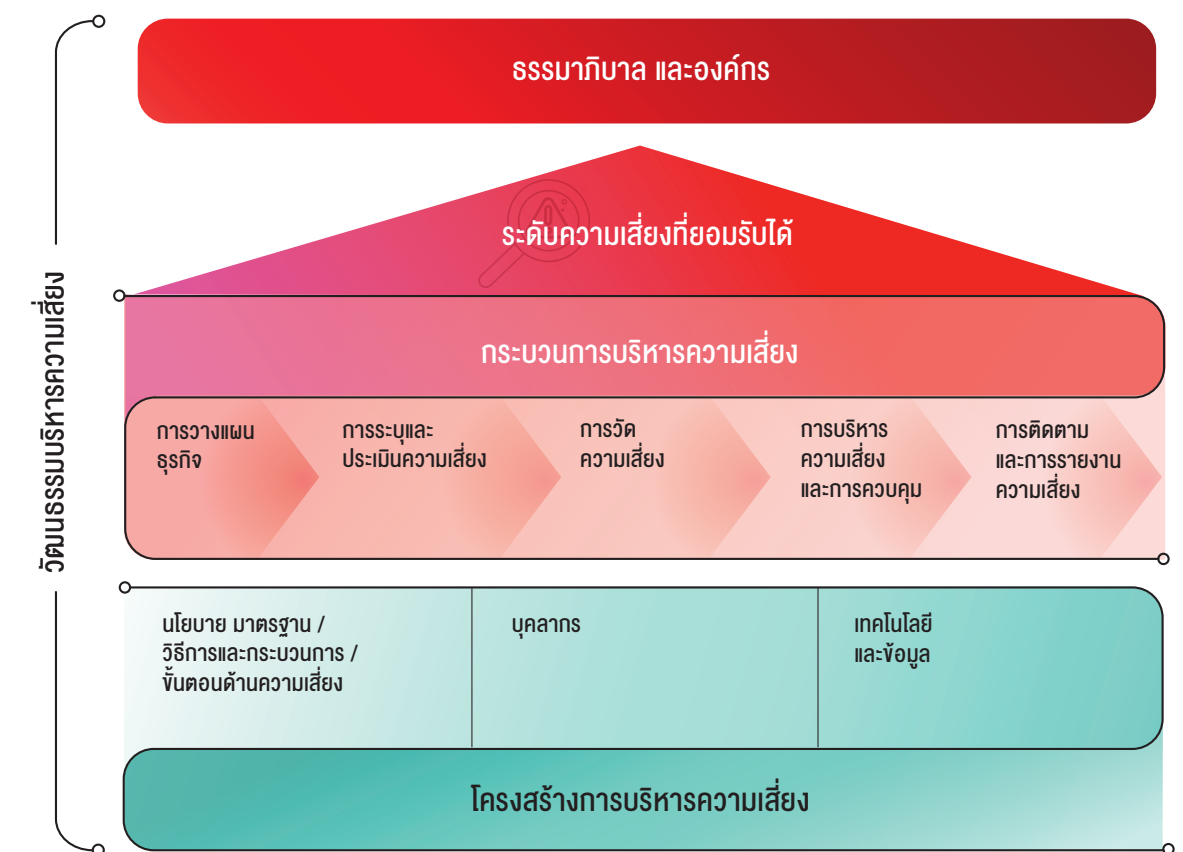 ธรรมาภิบาล และองค์กร
ระดับความเสี่ยงที่ยอมรับได้
วัฒนธรรมบริหารความเสี่ยง
กระบวนการบริหารความเสี่ยง
การวางแผน
ธุรกิจ
การระบุและ
ประเมินความเสี่ยง
การวัด
ความเสี่ยง
การบริหาร
ความเสี่ยง
และการควบคุม
การติดตาม
และการรายงาน
ความเสี่ยง
นโยบาย มาตรฐาน /
วิธีการและกระบวนการ /
ขั้นตอนด้านความเสี่ยง
บุคลากร
เทคโนโลยี
และข้อมูล
โครงสร้างการบริหารความเสี่ยง